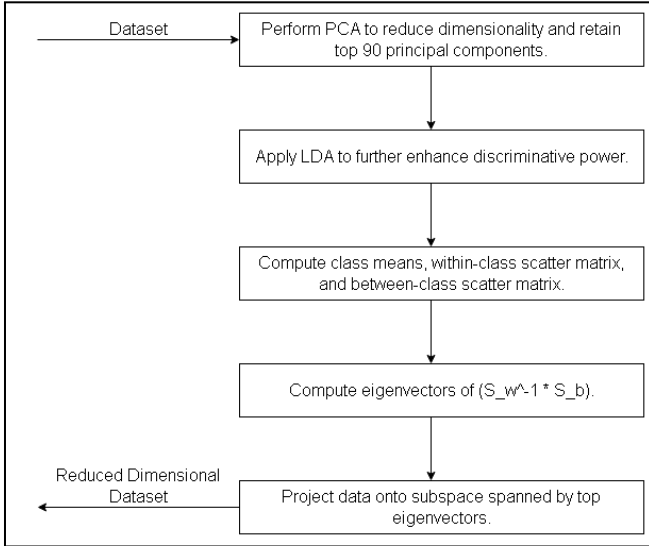 Dataset
Perform PCA to reduce dimensionality and retain
top 90 principal components.
Apply LDA to further enhance discriminative power.
Compute class means, within-class scatter matrix,
and between-class scatter matrix.
Compute eigenvectors of (S_w^-1 * S_b).
Reduced Dimensional
Dataset
Project data onto subspace spanned by top
eigenvectors.